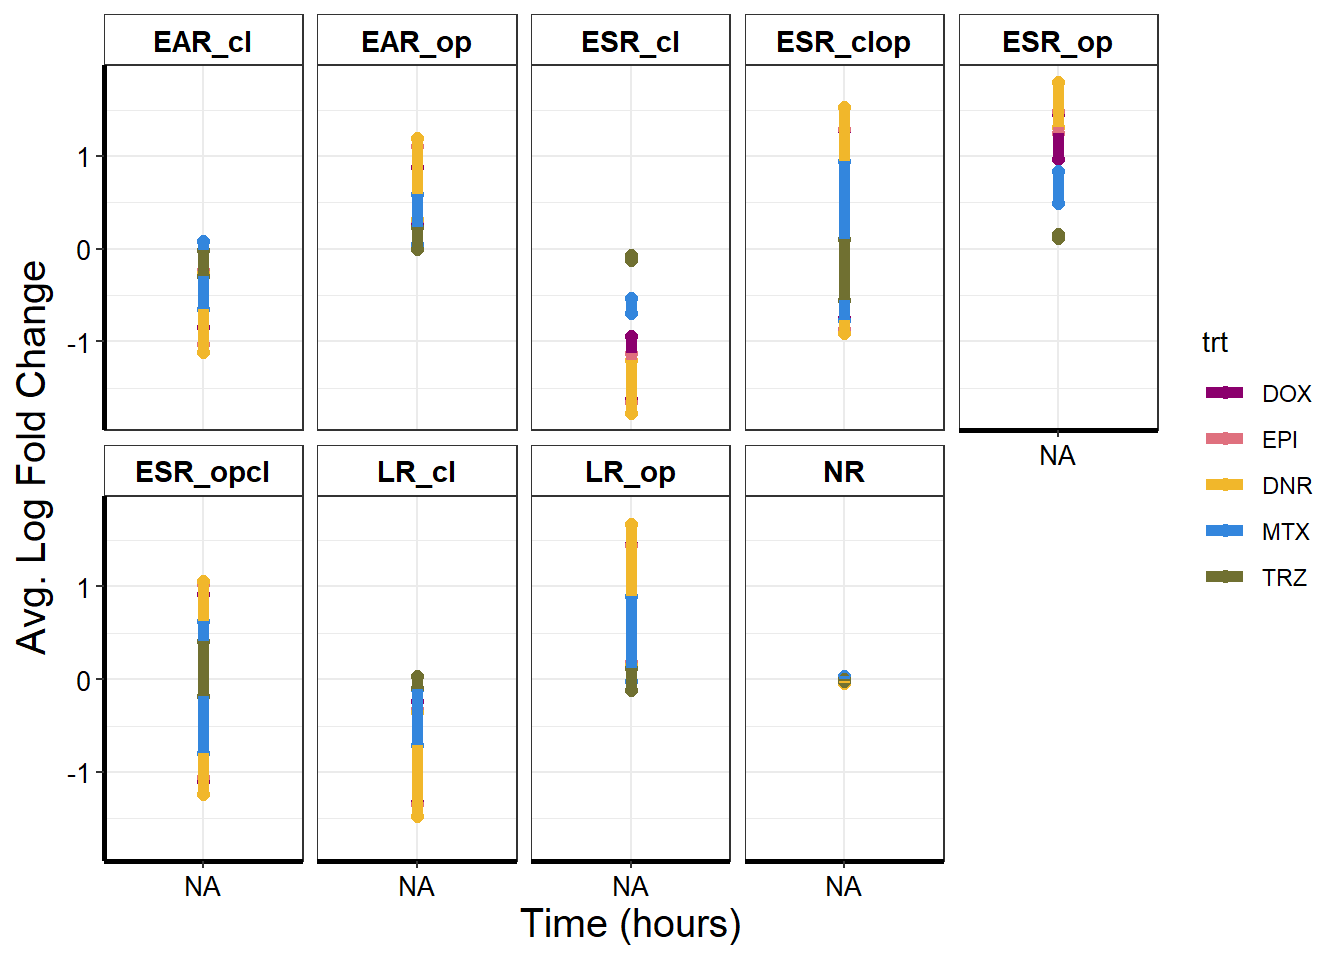 EAR_cl EAR_op ESR_cl ESR_clop ESR_op
1
0
-1
NA
ESR_opcl LR_cl LR_op NR
1
0
-1
NA NA NA NA
Time (hours)
Avg. Log Fold Change
trt
DOX
EPI
DNR
MTX
TRZ